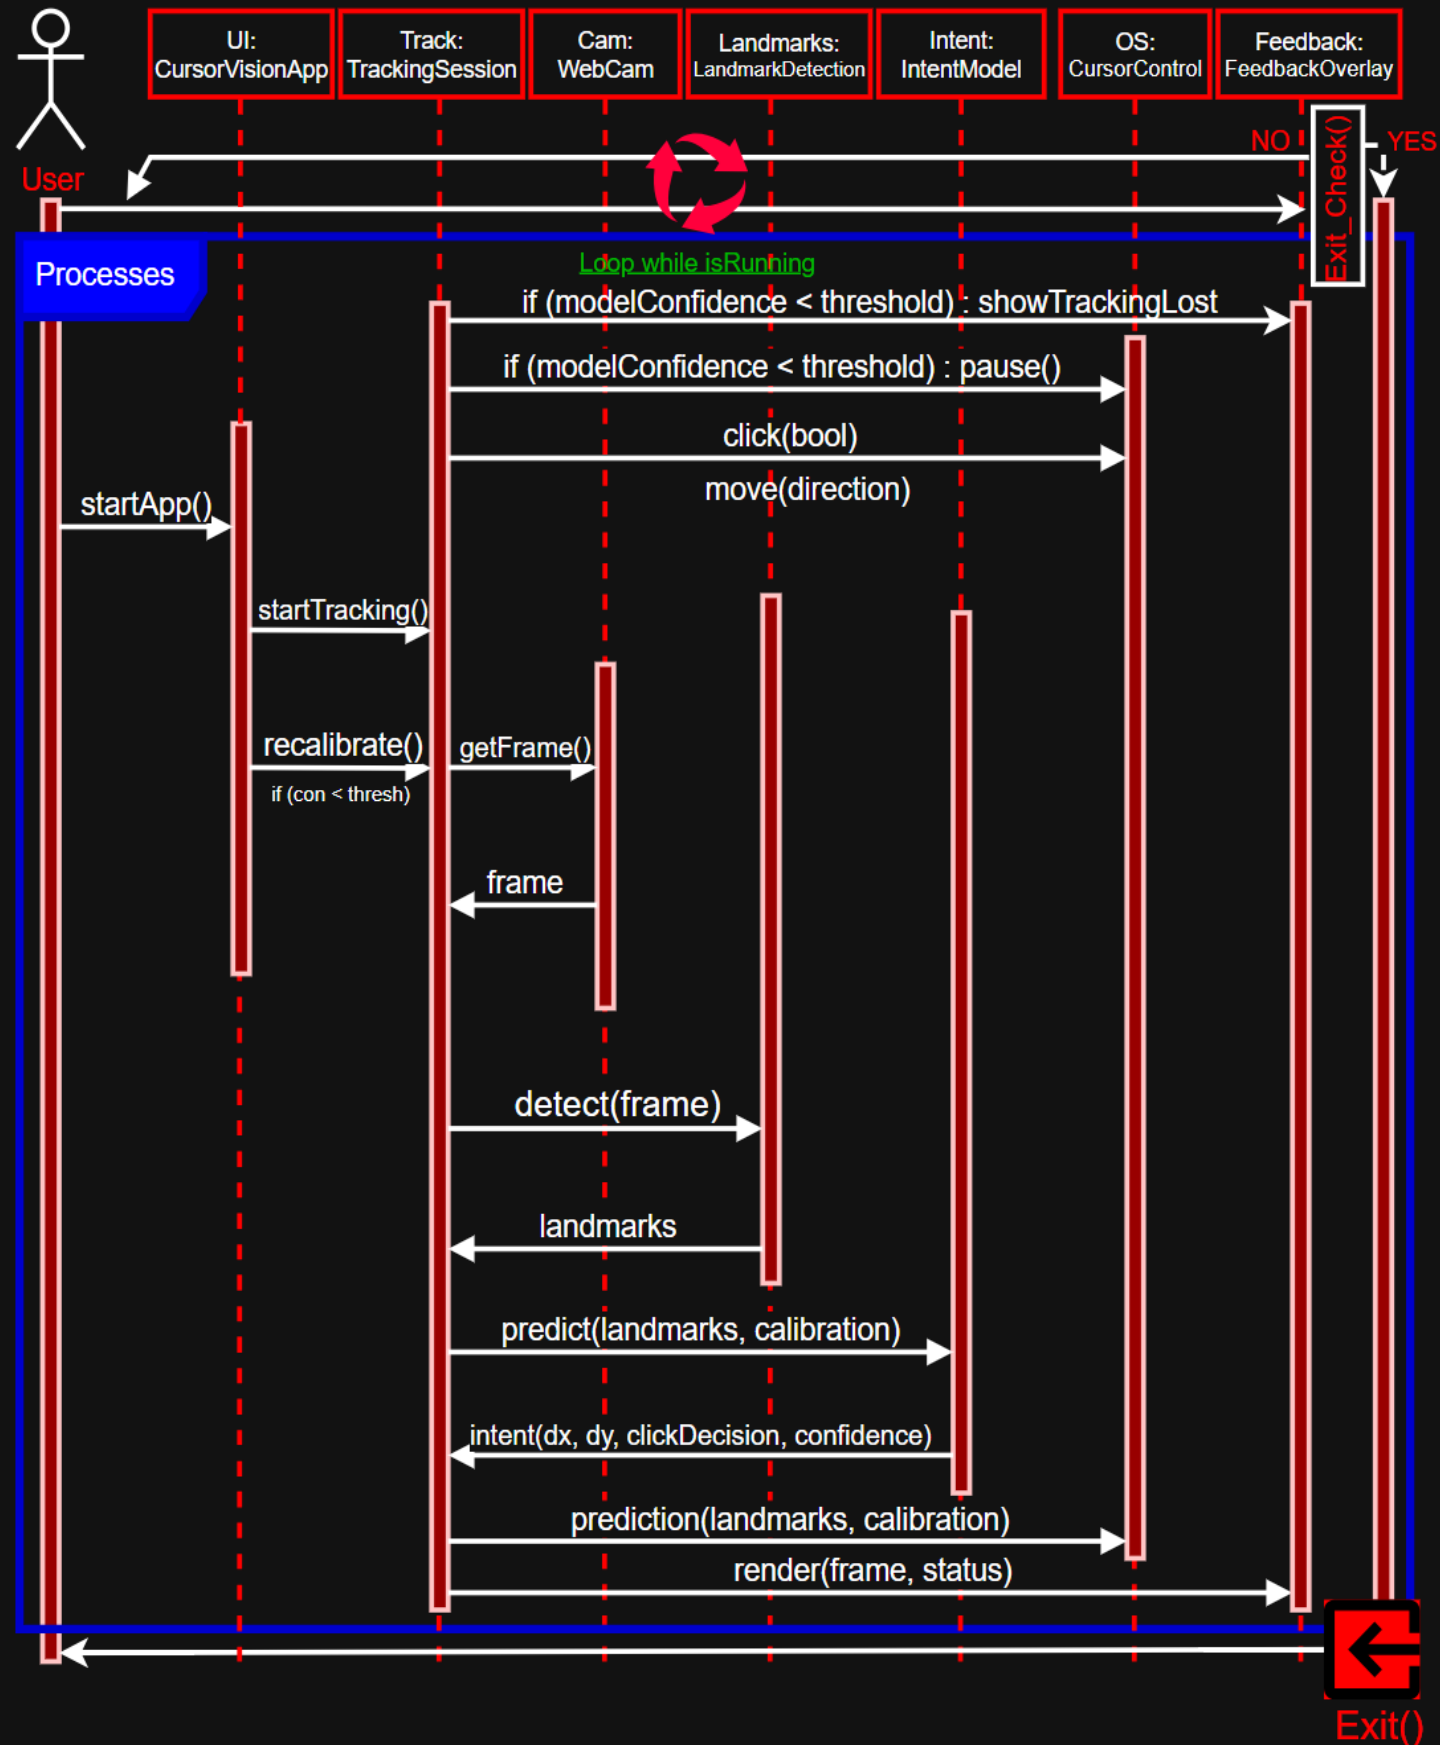 UI:
CursorVisionApp
Track:
TrackingSession
Cam:
WebCam
Landmarks:
LandmarkDetection
Intent:
IntentModel
OS:
CursorControl
Feedback:
FeedbackOverlay
User
NO
Exit_Check()
YES
Processes
Loop while isRunning
if (modelConfidence < threshold) : showTrackingLost
if (modelConfidence < threshold) : pause()
click(bool)
move(direction)
startApp()
startTracking()
recalibrate()
if (con < thresh)
getFrame()
frame
detect(frame)
landmarks
predict(landmarks, calibration)
intent(dx, dy, clickDecision, confidence)
prediction(landmarks, calibration)
render(frame, status)
Exit()